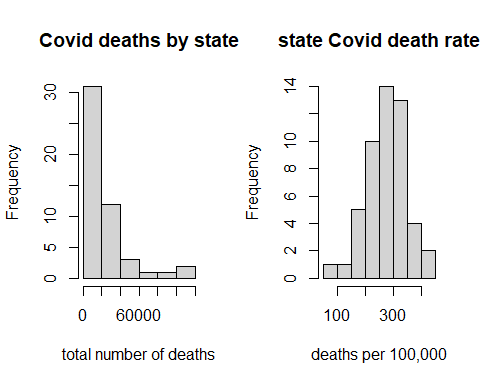 Covid deaths by state
Frequency
0 5 10 20 30
0 60000
total number of deaths
state Covid death rate
Frequency
0 2 4 6 8 10 14
100 300
deaths per 100,000